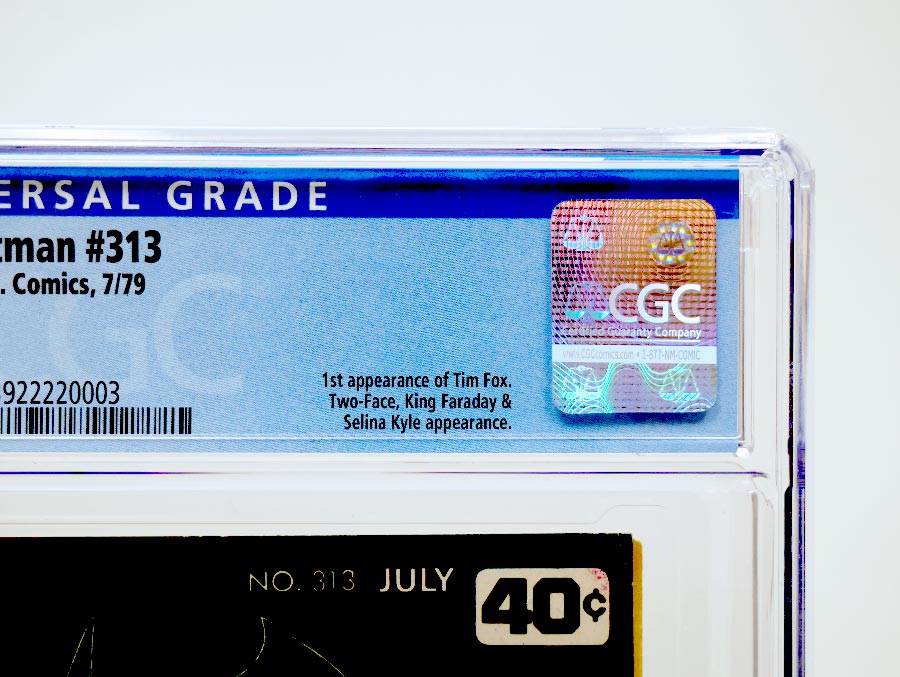 ERSAL GRADE
tman #313
. Comics, 7/79
922220003
1st appearance of Tim Fox.
Two-Face, King Faraday &
Selina Kyle appearance.
CGC
CGC
Certified Guaranty Company
www.CGCcomics.com • 1-877-NM-COMIC
NO. 313 JULY 40¢